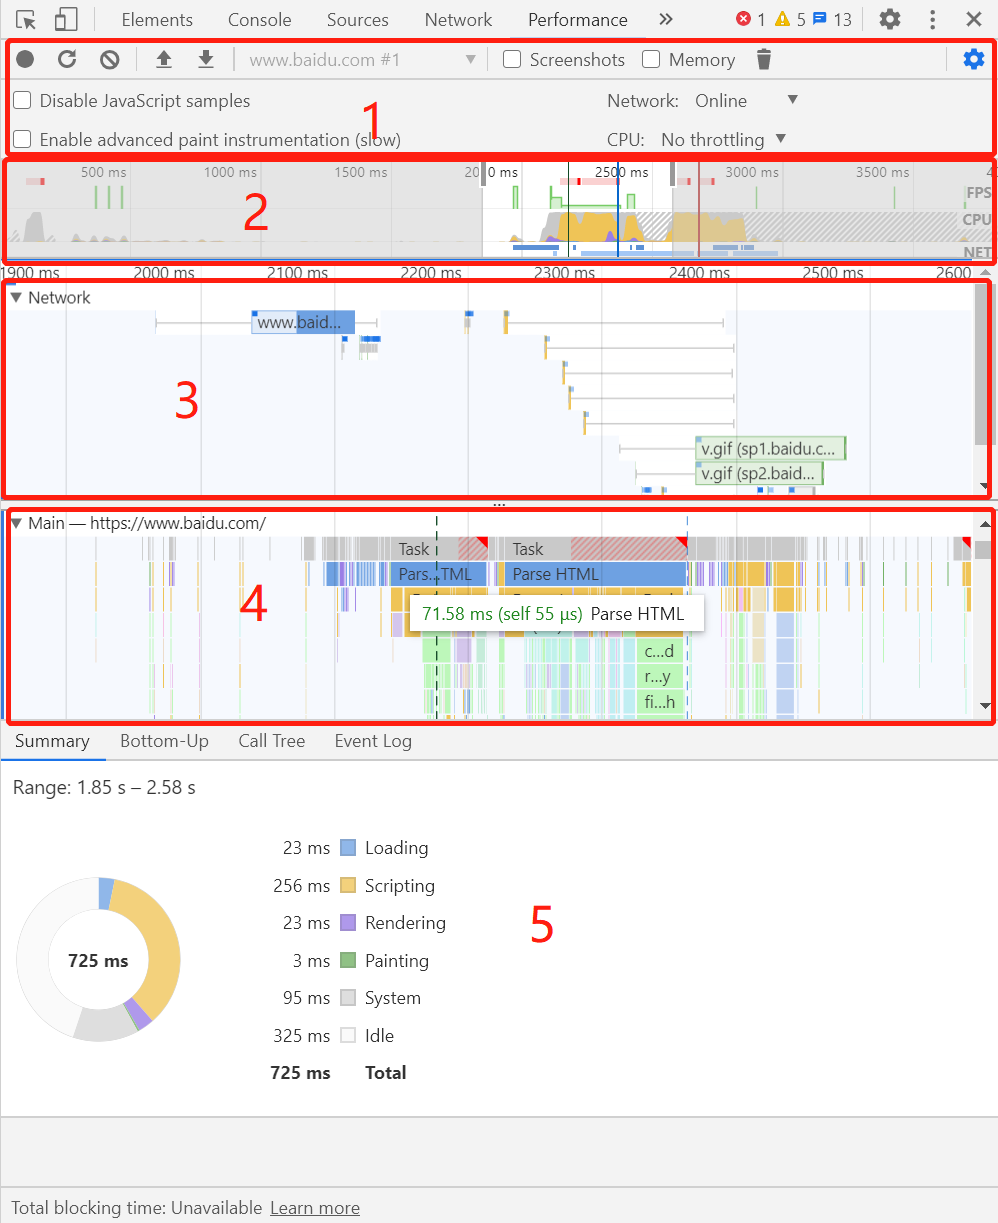 Elements Console Sources Network Performance » 1 5 13
www.baidu.com #1 Screenshots Memory
Disable JavaScript samples Network: Online
Enable advanced paint instrumentation (slow) CPU: No throttling
1
500 ms 1000 ms 1500 ms 20 0 ms 2500 ms 3000 ms 3500 ms 4
FPS
2
CPU
NET
1900 ms 2000 ms 2100 ms 2200 ms 2300 ms 2400 ms 2500 ms 2600
Network
www.baid...
3
v.gif (sp1.baidu.c...
v.gif (sp2.baid...
...
Main — https://www.baidu.com/
Task Task
Pars...TML Parse HTML
4
71.58 ms (self 55 μs) Parse HTML
c...d
r...y
fi...h
Summary Bottom-Up Call Tree Event Log
Range: 1.85 s – 2.58 s
23 ms Loading
256 ms Scripting
23 ms Rendering
5
725 ms
3 ms Painting
95 ms System
325 ms Idle
725 ms Total
Total blocking time: Unavailable Learn more